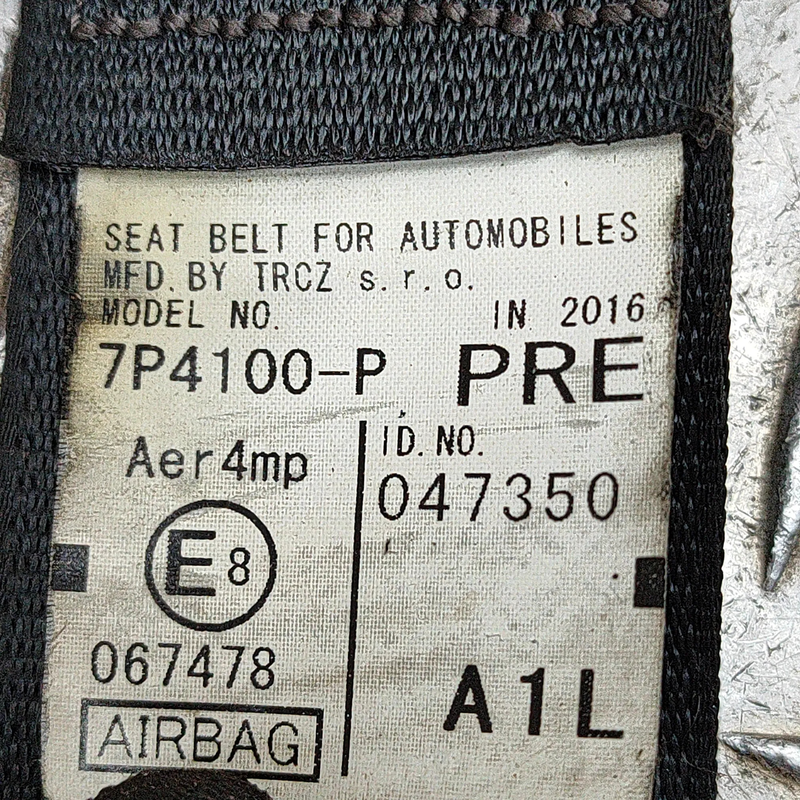 SEAT BELT FOR AUTOMOBILES
MFD. BY TRCZ s.r.o.
MODEL NO. IN 2016
7P4100-P PRE
Aer4mp
E8
067478
AIRBAG
ID. NO.
047350
A1L